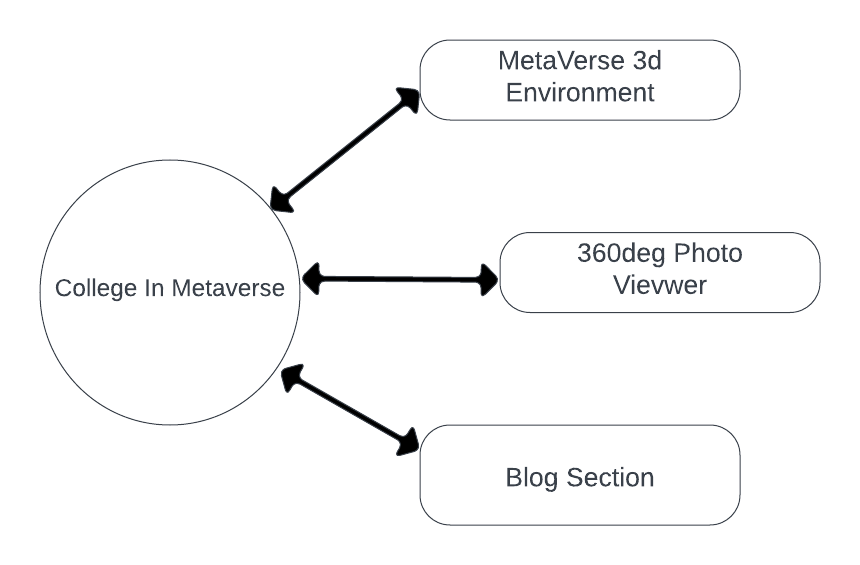 MetaVerse 3d
Environment
College In Metaverse
360deg Photo
Vievwer
Blog Section